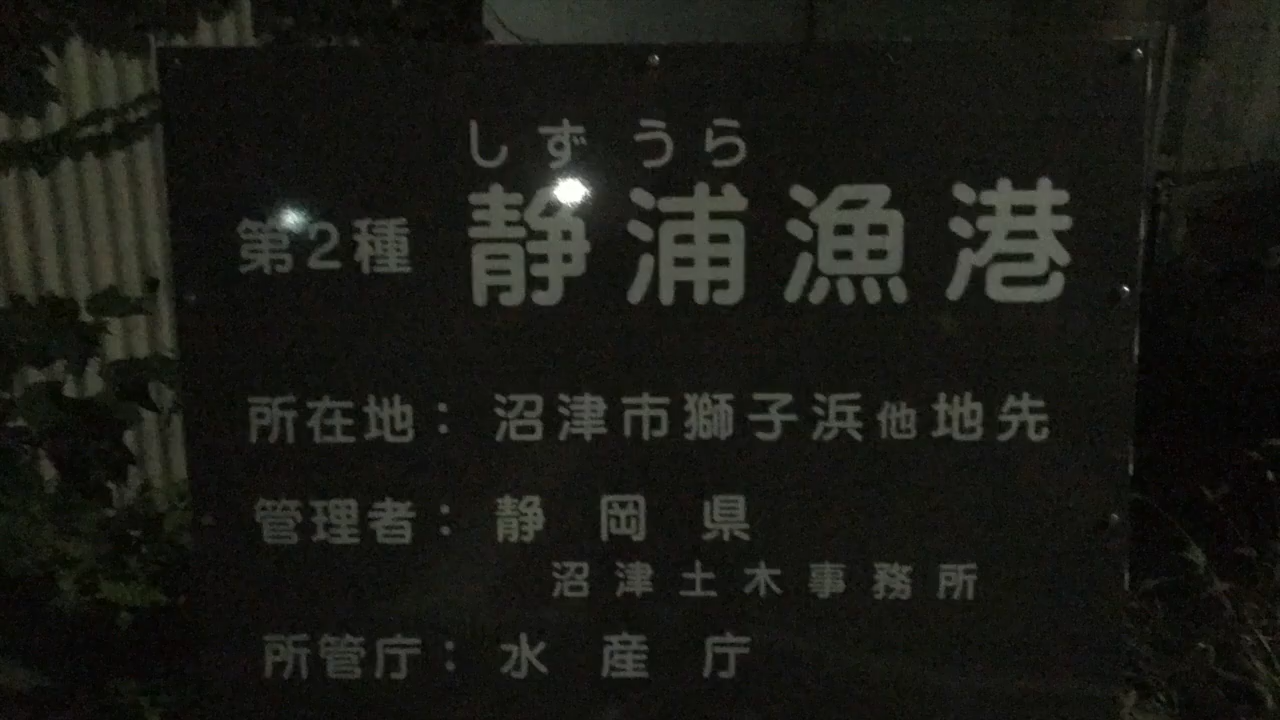 しずうら
第2種 静浦漁港
所在地：沼津市獅子浜他地先
管理者：静岡県
沼津土木事務所
所管庁：水産庁